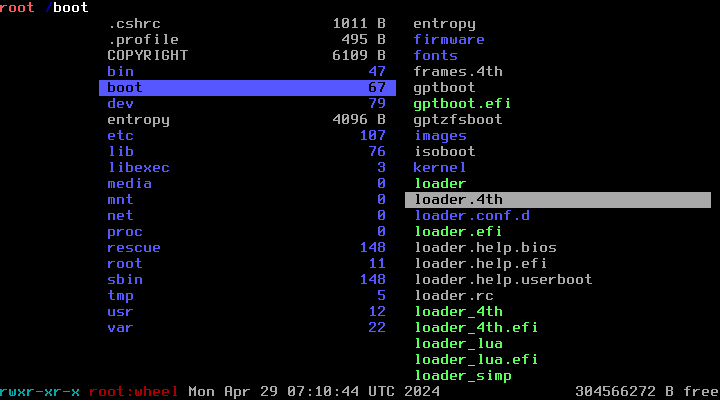 root /boot
.cshrc 1011 B entropy
.profile 495 B firmware
COPYRIGHT 6109 B fonts
bin 47 frames.4th
boot 67 gptboot
dev 79 gptboot.efi
entropy 4096 B gptzfsboot
etc 107 images
lib 76 isoboot
libexec 3 kernel
media 0 loader
mnt 0 loader.4th
net 0 loader.conf.d
proc 0 loader.efi
rescue 148 loader.help.bios
root 11 loader.help.efi
sbin 148 loader.help.userboot
tmp 5 loader.rc
usr 12 loader_4th
var 22 loader_4th.efi
loader_lua
loader_lua.efi
loader_simp
rwxr-xr-x root:wheel Mon Apr 29 07:10:44 UTC 2024 304566272 B free